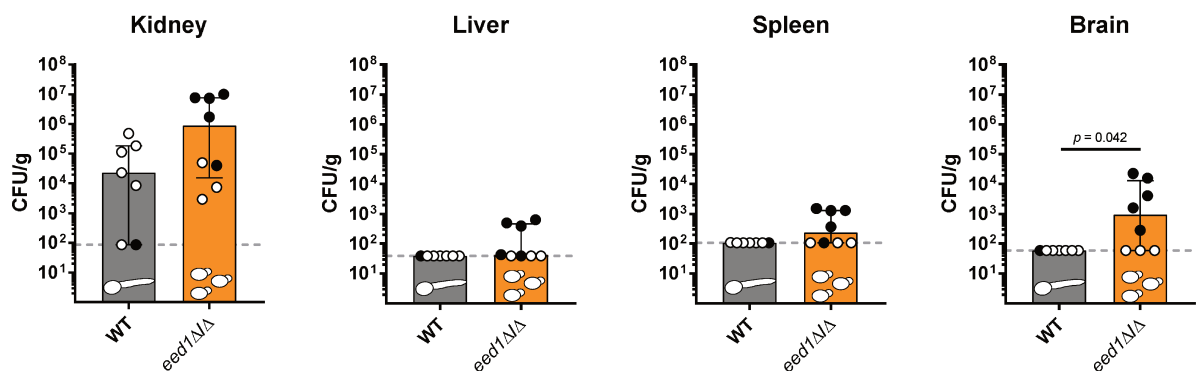 Kidney
CFU/g
10⁸
10⁷
10⁶
10⁵
10⁴
10³
10²
10¹
WT
eed1Δ/Δ
Liver
CFU/g
10⁸
10⁷
10⁶
10⁵
10⁴
10³
10²
10¹
WT
eed1Δ/Δ
Spleen
CFU/g
10⁸
10⁷
10⁶
10⁵
10⁴
10³
10²
10¹
WT
eed1Δ/Δ
Brain
CFU/g
10⁸
10⁷
10⁶
10⁵
10⁴
10³
10²
10¹
p = 0.042
WT
eed1Δ/Δ